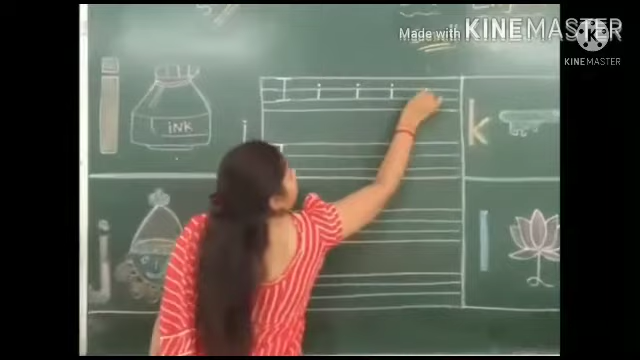 Made with KINEMASTER
K
KINEMASTER
i
INK
I i i i
i
k
j
l